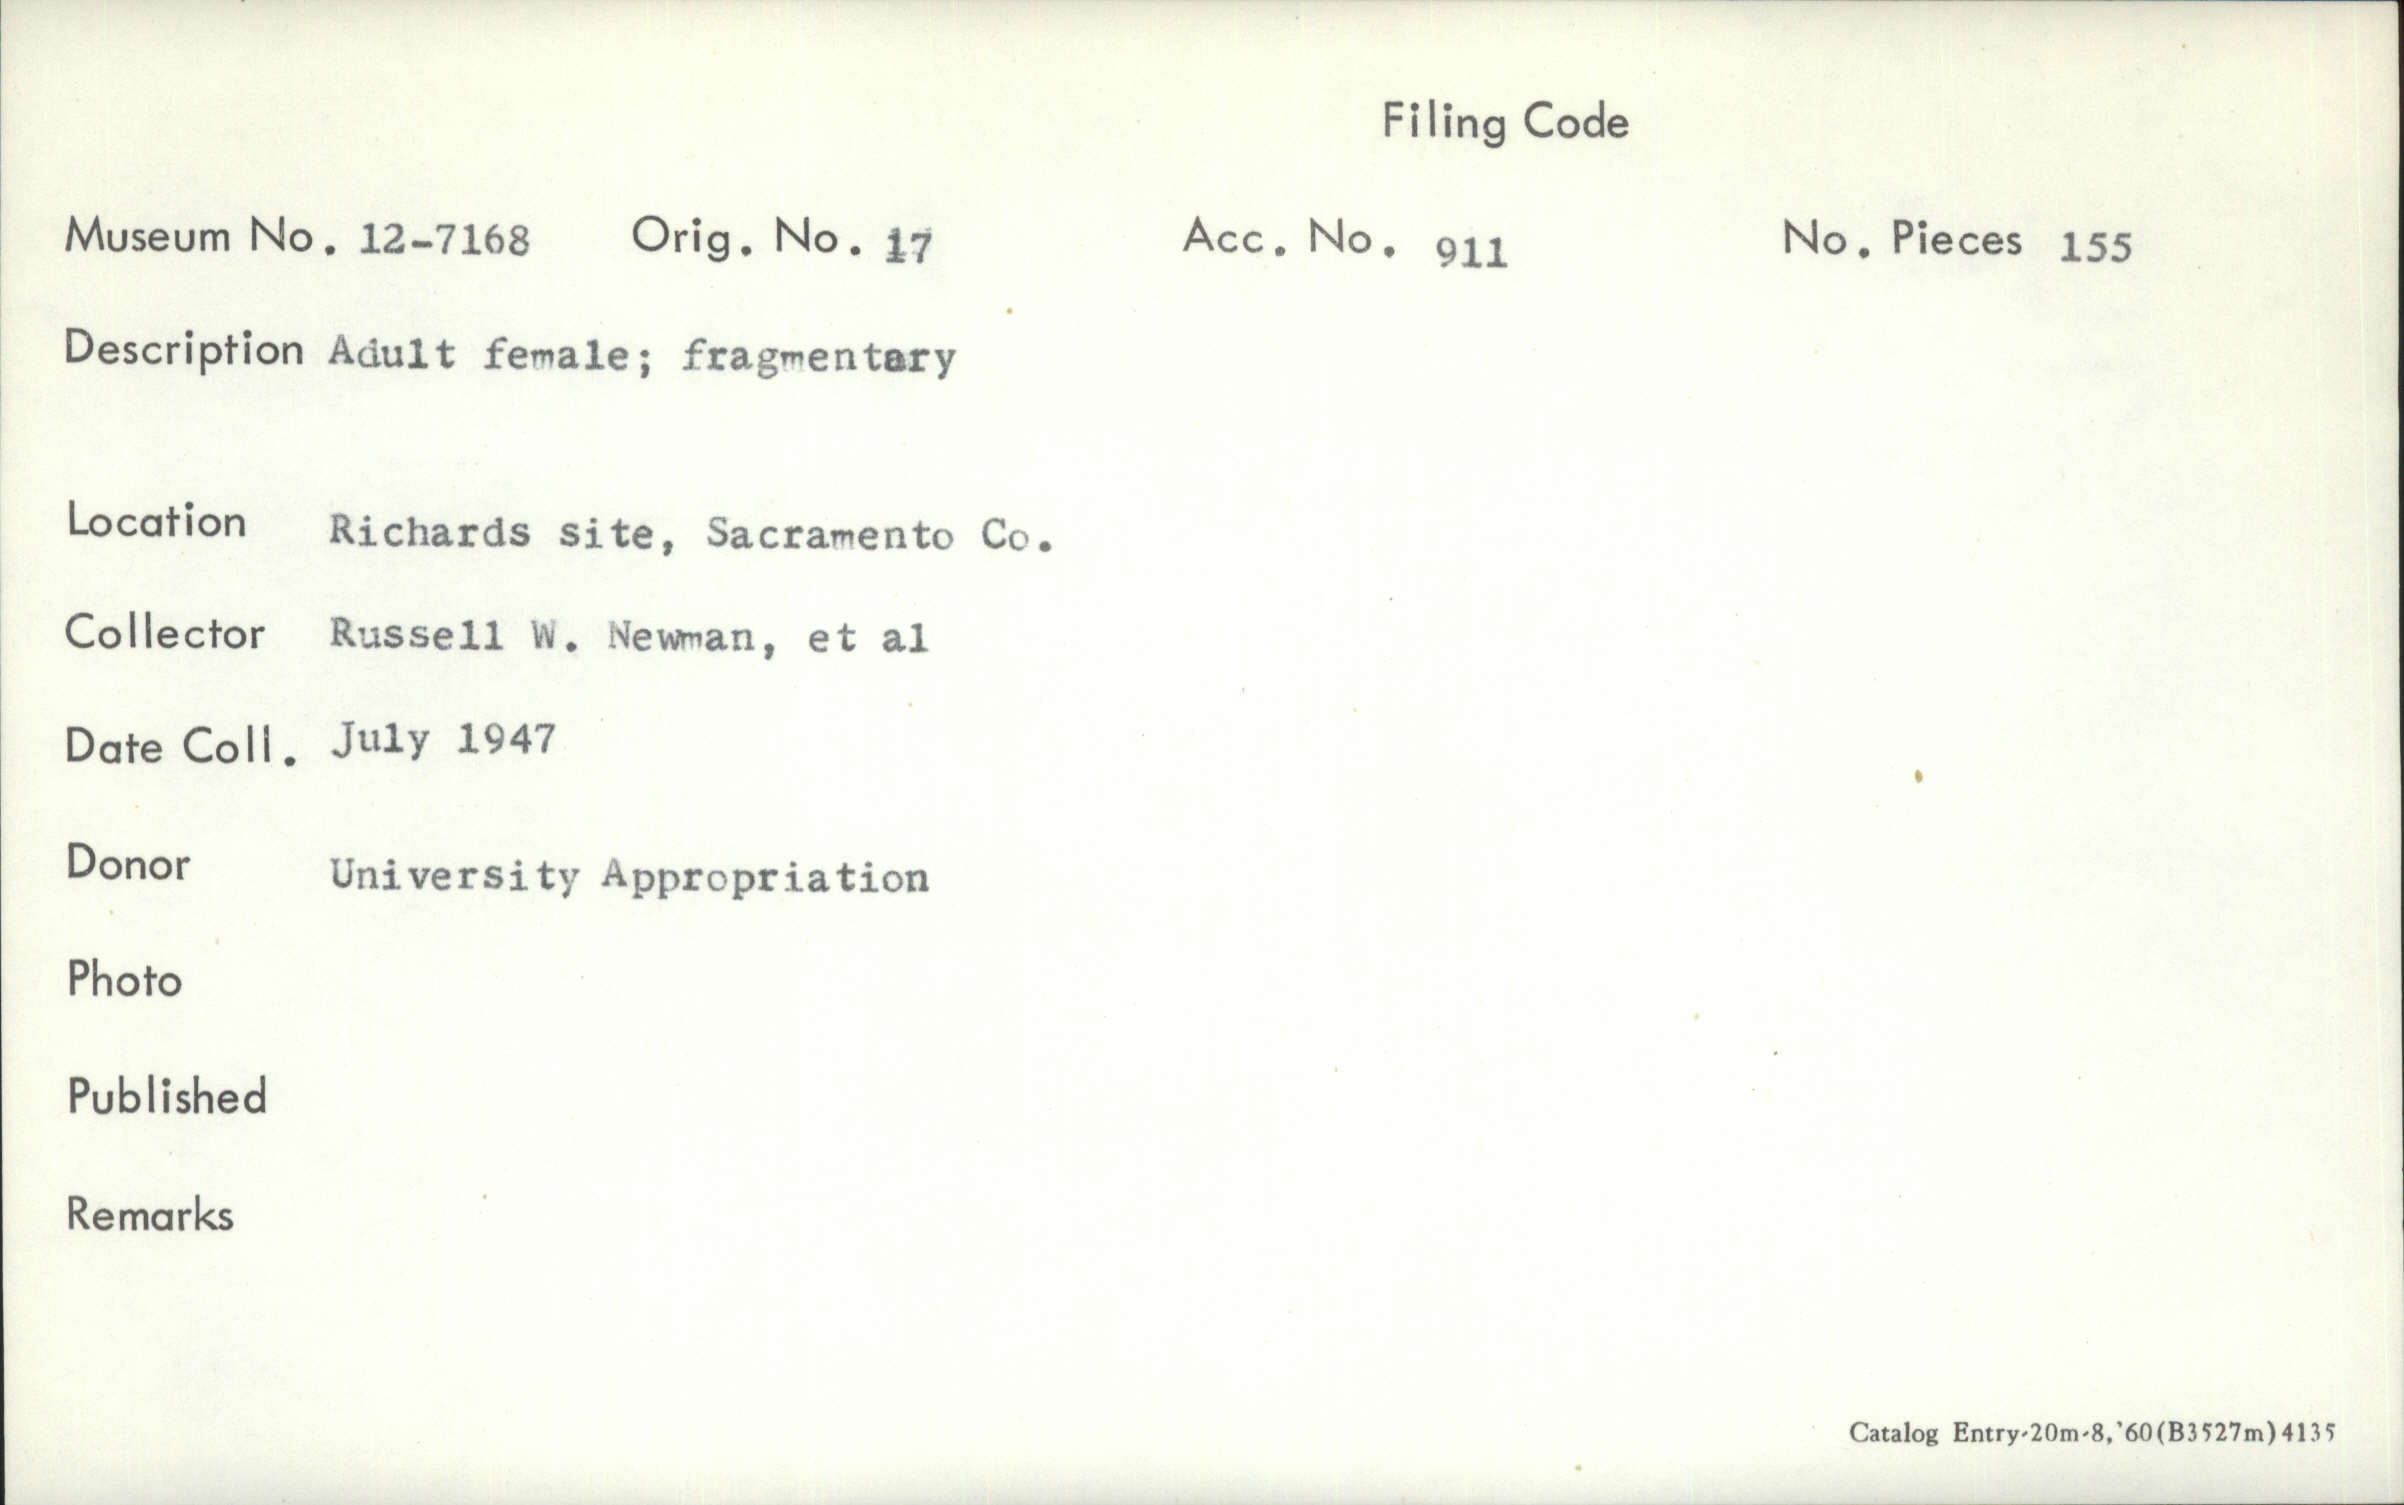 Filing Code
Museum No. 12-7168 Orig. No. 17 Acc. No. 911 No. Pieces 155
Description Adult female; fragmentary
Location Richards site, Sacramento Co.
Collector Russell W. Newman, et al
Date Coll. July 1947
Donor University Appropriation
Photo
Published
Remarks
Catalog Entry-20m-8,'60(B3527m)4135